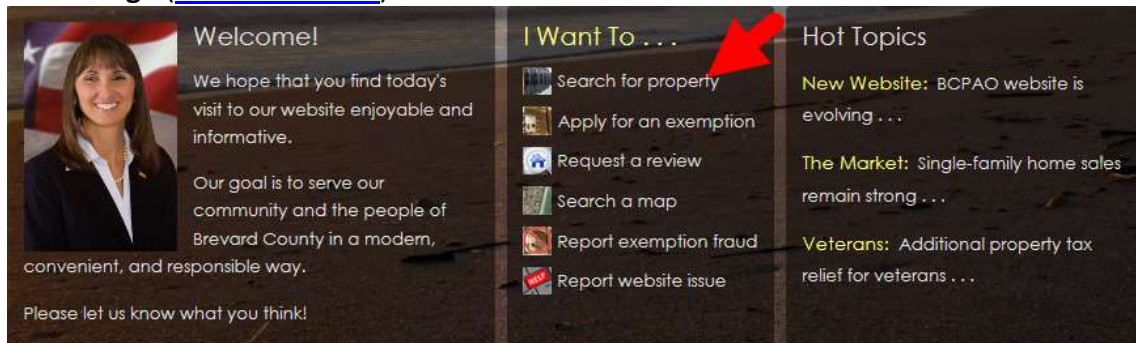 Welcome!
We hope that you find today's
visit to our website enjoyable and
informative.
Our goal is to serve our
community and the people of
Brevard County in a modern,
convenient, and responsible way.
Please let us know what you think!
I Want To . . .
Search for property
Apply for an exemption
Request a review
Search a map
Report exemption fraud
HELP
Report website issue
Hot Topics
New Website: BCPAO website is
evolving . . .
The Market: Single-family home sales
remain strong . . .
Veterans: Additional property tax
relief for veterans . . .